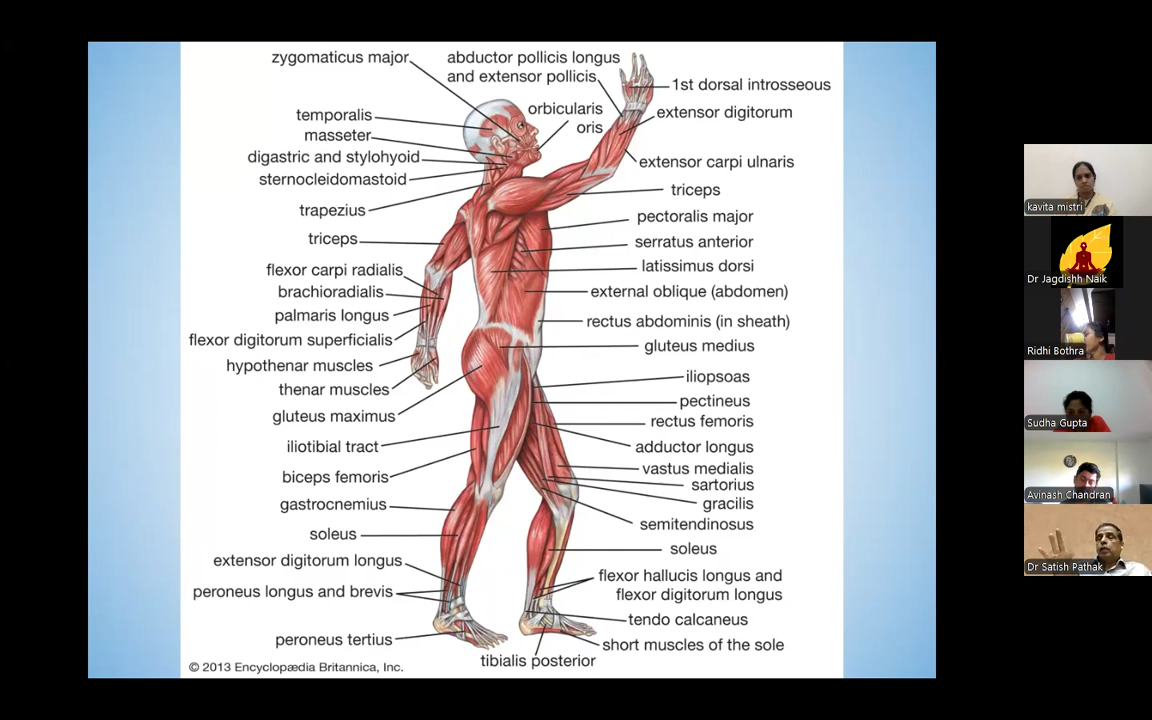 zygomaticus major
abductor pollicis longus
and extensor pollicis
1st dorsal introsseous
orbicularis
oris
extensor digitorum
temporalis
masseter
digastric and stylohyoid
sternocleidomastoid
extensor carpi ulnaris
triceps
trapezius
pectoralis major
triceps
serratus anterior
flexor carpi radialis
latissimus dorsi
brachioradialis
external oblique (abdomen)
palmaris longus
rectus abdominis (in sheath)
flexor digitorum superficialis
gluteus medius
hypothenar muscles
iliopsoas
thenar muscles
pectineus
gluteus maximus
rectus femoris
iliotibial tract
adductor longus
vastus medialis
biceps femoris
sartorius
gracilis
gastrocnemius
semitendinosus
soleus
soleus
extensor digitorum longus
flexor hallucis longus and
flexor digitorum longus
peroneus longus and brevis
tendo calcaneus
peroneus tertius
short muscles of the sole
tibialis posterior
© 2013 Encyclopædia Britannica, Inc.
kavita mistri
Dr Jagdishh Naik
Ridhi Bothra
Sudha Gupta
Avinash Chandran
Dr Satish Pathak